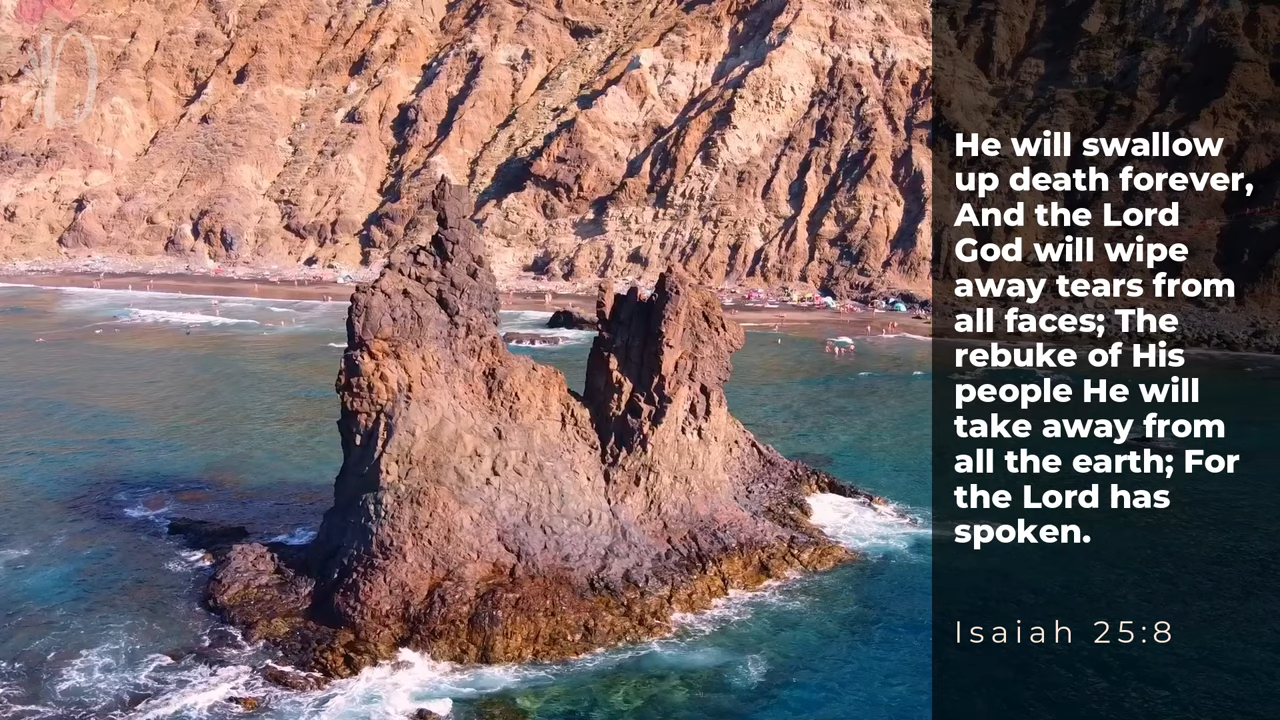 He will swallow
up death forever,
And the Lord
God will wipe
away tears from
all faces; The
rebuke of His
people He will
take away from
all the earth; For
the Lord has
spoken.
Isaiah 25:8